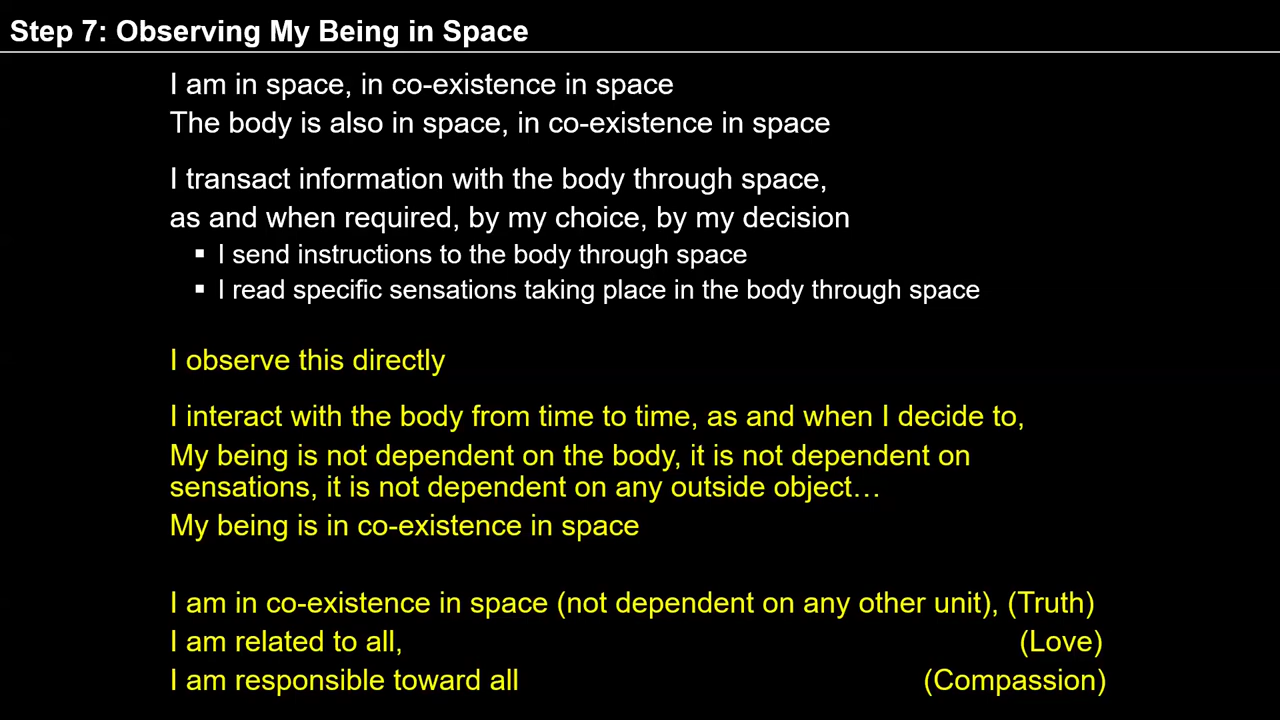 Step 7: Observing My Being in Space
I am in space, in co-existence in space
The body is also in space, in co-existence in space
I transact information with the body through space,
as and when required, by my choice, by my decision
▪ I send instructions to the body through space
▪ I read specific sensations taking place in the body through space
I observe this directly
I interact with the body from time to time, as and when I decide to,
My being is not dependent on the body, it is not dependent on
sensations, it is not dependent on any outside object…
My being is in co-existence in space
I am in co-existence in space (not dependent on any other unit), (Truth)
I am related to all, (Love)
I am responsible toward all (Compassion)